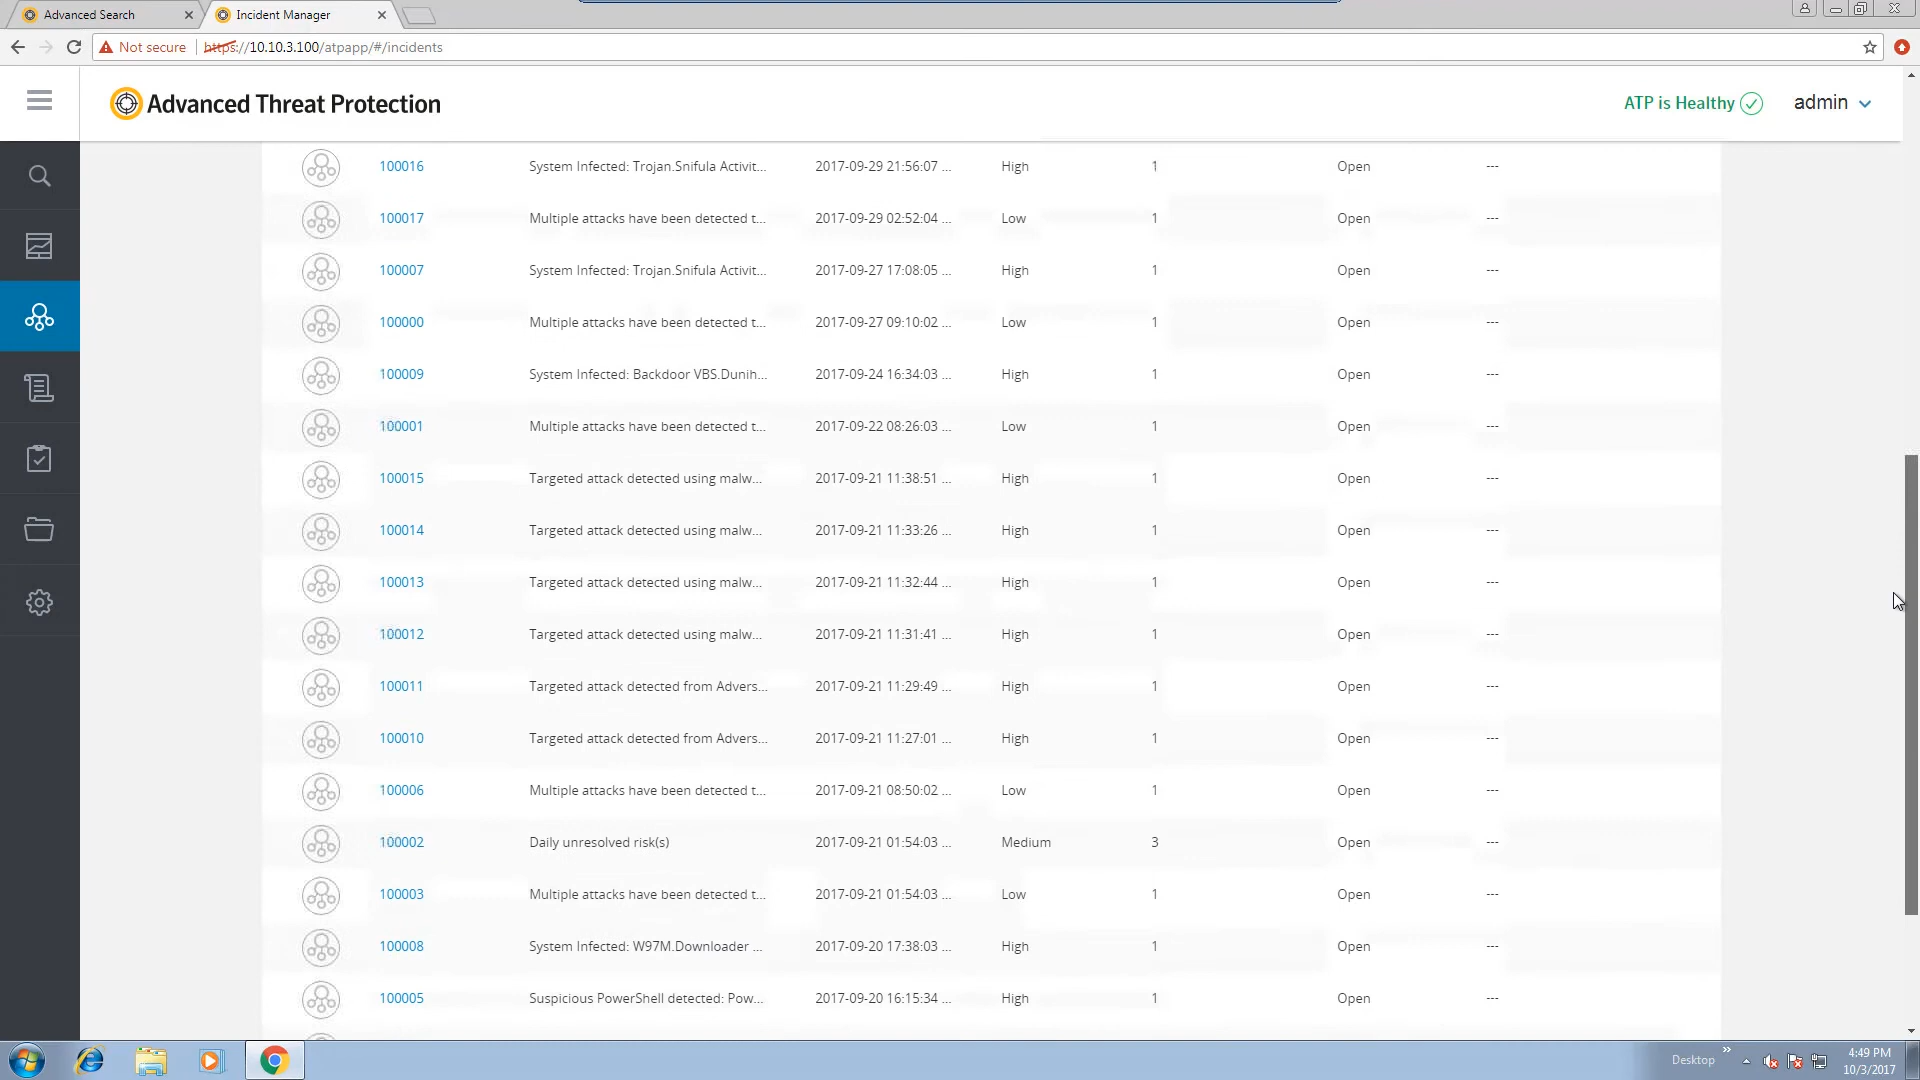 Advanced Search
Incident Manager
Not secure https://10.10.3.100/atpapp/#/incidents
Advanced Threat Protection
ATP is Healthy
admin
100016 System Infected: Trojan.Snifula Activit... 2017-09-29 21:56:07 ... High 1 Open ---
100017 Multiple attacks have been detected t... 2017-09-29 02:52:04 ... Low 1 Open ---
100007 System Infected: Trojan.Snifula Activit... 2017-09-27 17:08:05 ... High 1 Open ---
100000 Multiple attacks have been detected t... 2017-09-27 09:10:02 ... Low 1 Open ---
100009 System Infected: Backdoor VBS.Dunih... 2017-09-24 16:34:03 ... High 1 Open ---
100001 Multiple attacks have been detected t... 2017-09-22 08:26:03 ... Low 1 Open ---
100015 Targeted attack detected using malw... 2017-09-21 11:38:51 ... High 1 Open ---
100014 Targeted attack detected using malw... 2017-09-21 11:33:26 ... High 1 Open ---
100013 Targeted attack detected using malw... 2017-09-21 11:32:44 ... High 1 Open ---
100012 Targeted attack detected using malw... 2017-09-21 11:31:41 ... High 1 Open ---
100011 Targeted attack detected from Advers... 2017-09-21 11:29:49 ... High 1 Open ---
100010 Targeted attack detected from Advers... 2017-09-21 11:27:01 ... High 1 Open ---
100006 Multiple attacks have been detected t... 2017-09-21 08:50:02 ... Low 1 Open ---
100002 Daily unresolved risk(s) 2017-09-21 01:54:03 ... Medium 3 Open ---
100003 Multiple attacks have been detected t... 2017-09-21 01:54:03 ... Low 1 Open ---
100008 System Infected: W97M.Downloader ... 2017-09-20 17:38:03 ... High 1 Open ---
100005 Suspicious PowerShell detected: Pow... 2017-09-20 16:15:34 ... High 1 Open ---
Desktop
4:49 PM
10/3/2017